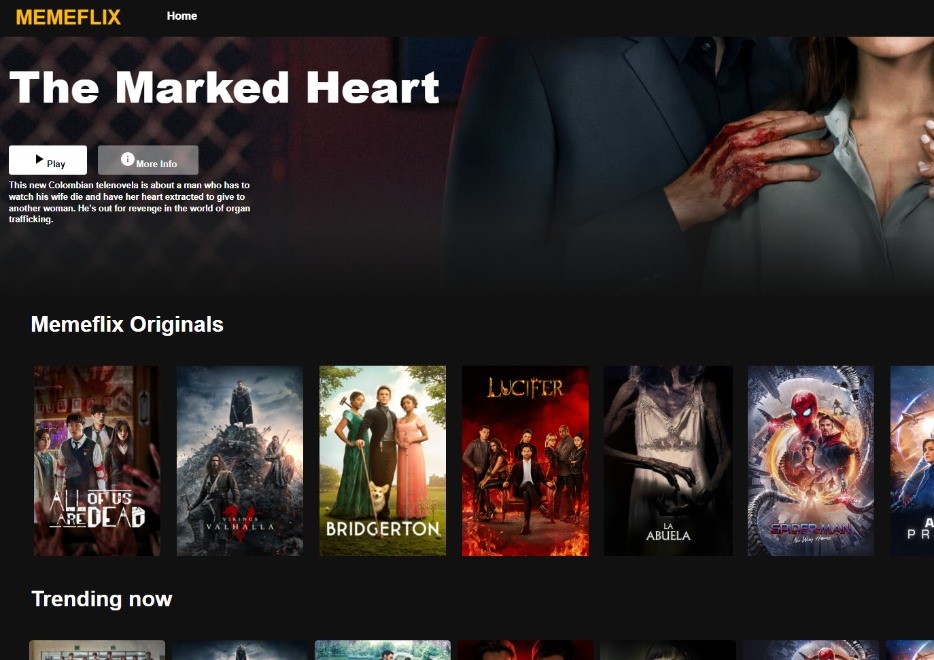 MEMEFLIX
Home
The Marked Heart
Play
More Info
This new Colombian telenovela is about a man who has to
watch his wife die and have her heart extracted to give to
another woman. He's out for revenge in the world of organ
trafficking.
Memeflix Originals
ALL OF US
ARE DEAD
VIKINGS
VALHALLA
BRIDGERTON
LUCIFER
LA
ABUELA
SPIDER-MAN
No Way Home
A
PR
Trending now